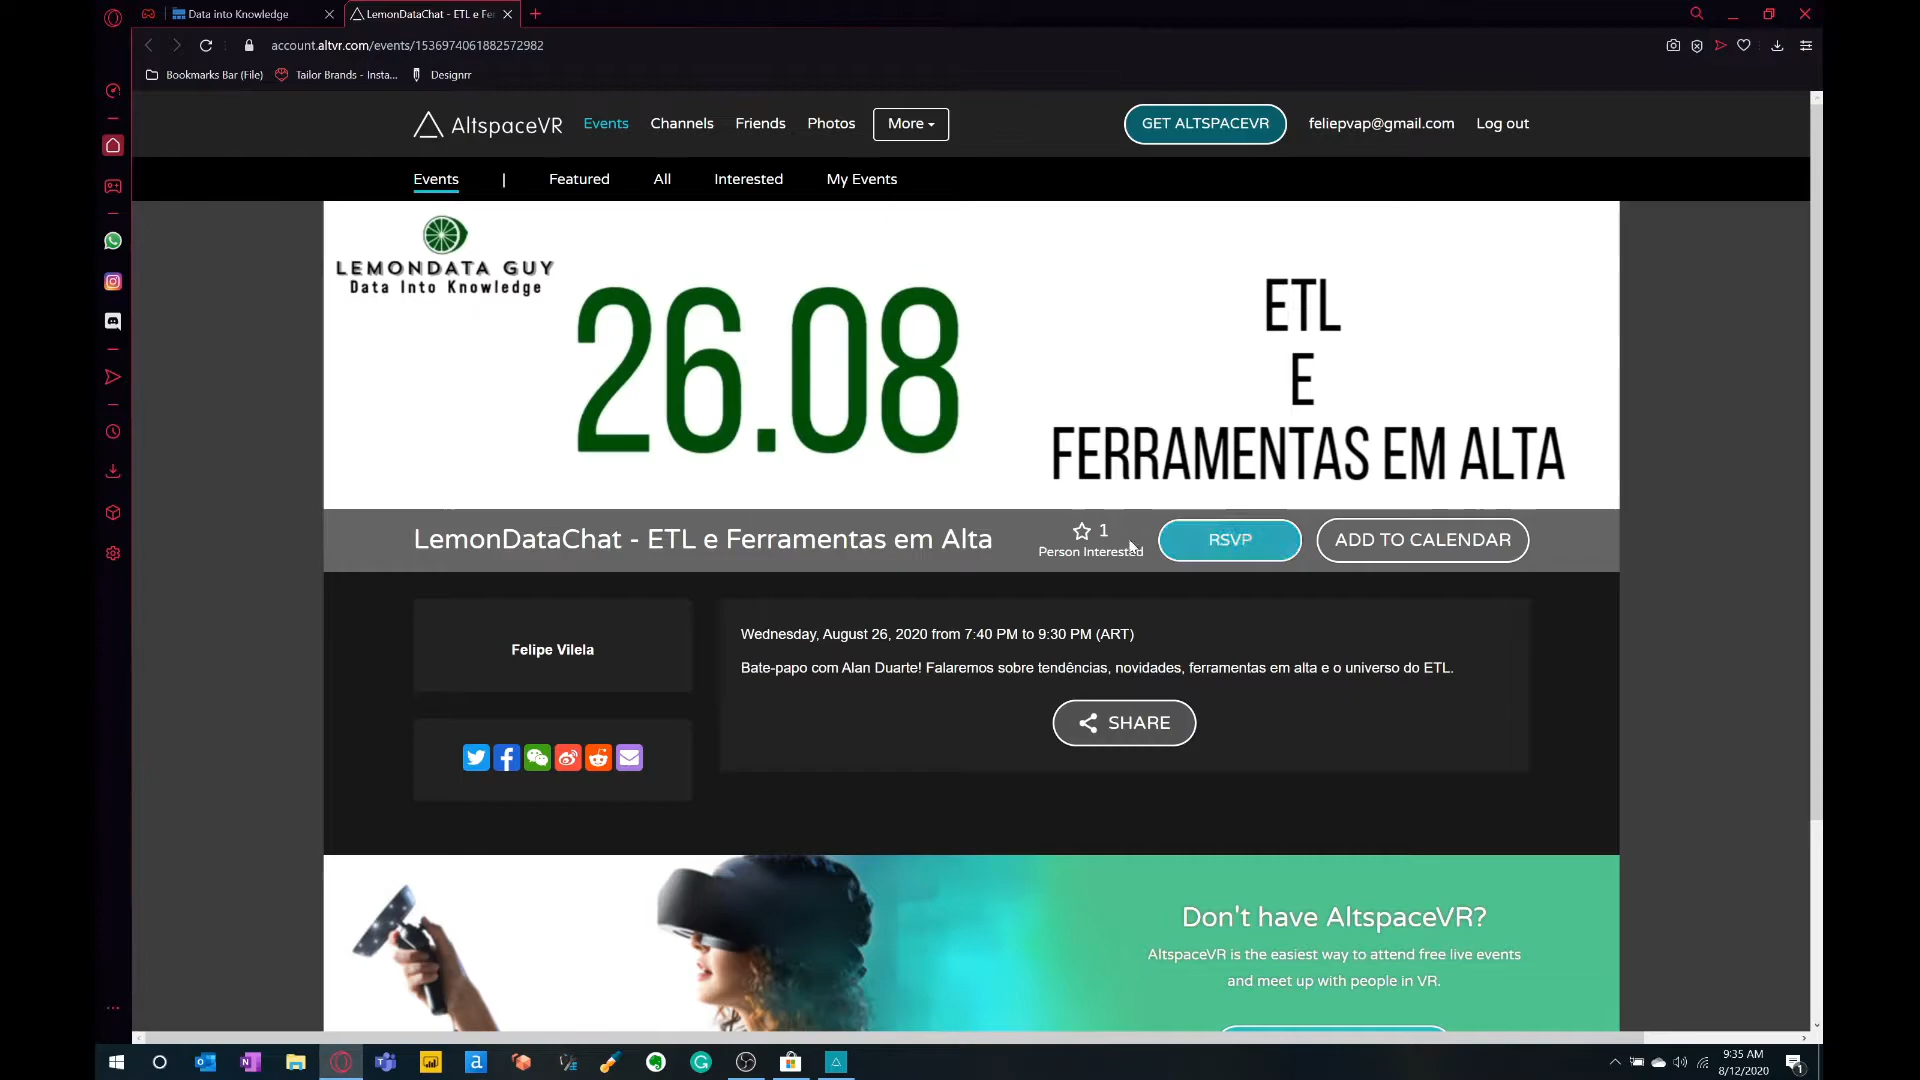 Data into Knowledge
LemonDataChat - ETL e Fer
account.altvr.com/events/1536974061882572982
Bookmarks Bar (File)
Tailor Brands - Insta...
Designrr
AltspaceVR
Events
Channels
Friends
Photos
More
GET ALTSPACEVR
feliepvap@gmail.com
Log out
Events
|
Featured
All
Interested
My Events
LEMONDATA GUY
Data Into Knowledge
26.08
ETL
E
FERRAMENTAS EM ALTA
LemonDataChat - ETL e Ferramentas em Alta
1
Person Interested
RSVP
ADD TO CALENDAR
Felipe Vilela
Wednesday, August 26, 2020 from 7:40 PM to 9:30 PM (ART)
Bate-papo com Alan Duarte! Falaremos sobre tendências, novidades, ferramentas em alta e o universo do ETL.
SHARE
Don't have AltspaceVR?
AltspaceVR is the easiest way to attend free live events
and meet up with people in VR.
9:35 AM
8/12/2020
1